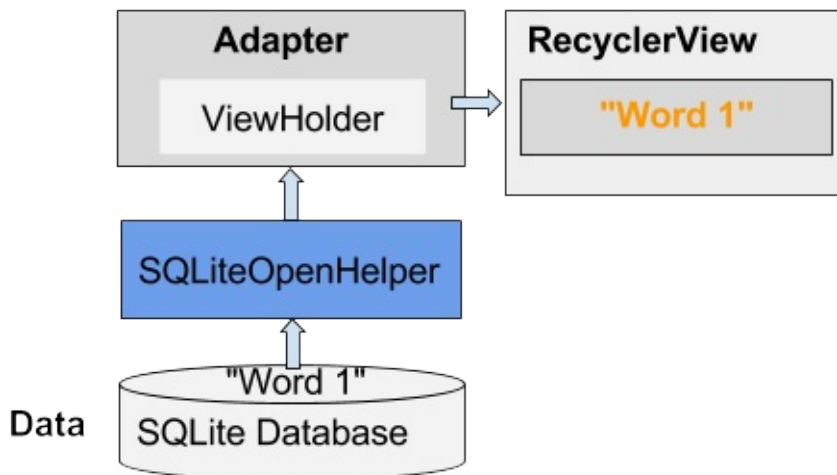 Adapter
ViewHolder
RecyclerView
"Word 1"
SQLiteOpenHelper
"Word 1"
Data
SQLite Database